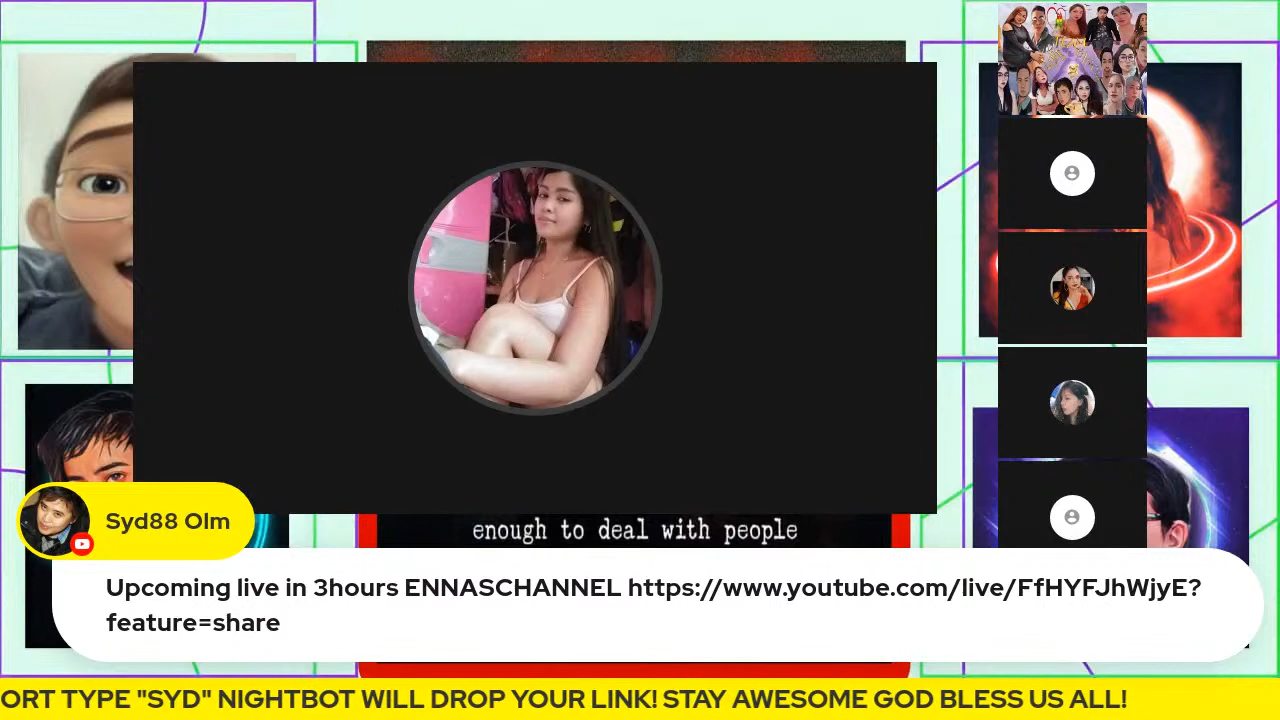 enough to deal with people
Syd88 Olm
Upcoming live in 3hours ENNASCHANNEL https://www.youtube.com/live/FfHYFJhWjyE?
feature=share
ORT TYPE "SYD" NIGHTBOT WILL DROP YOUR LINK! STAY AWESOME GOD BLESS US ALL!